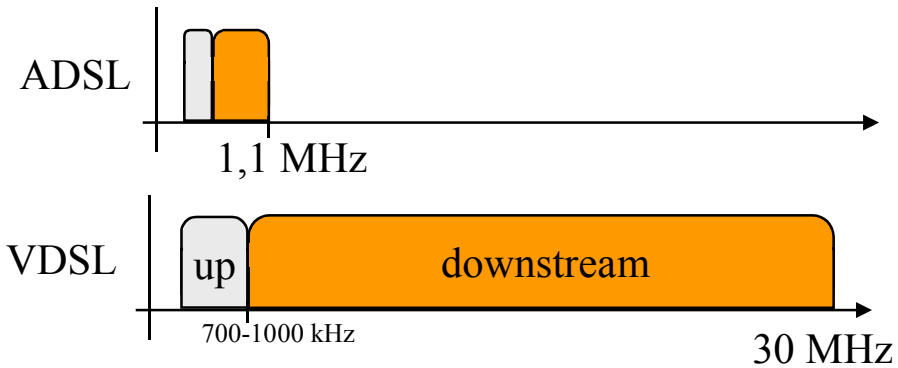 ADSL
1,1 MHz
VDSL
up
downstream
700-1000 kHz
30 MHz